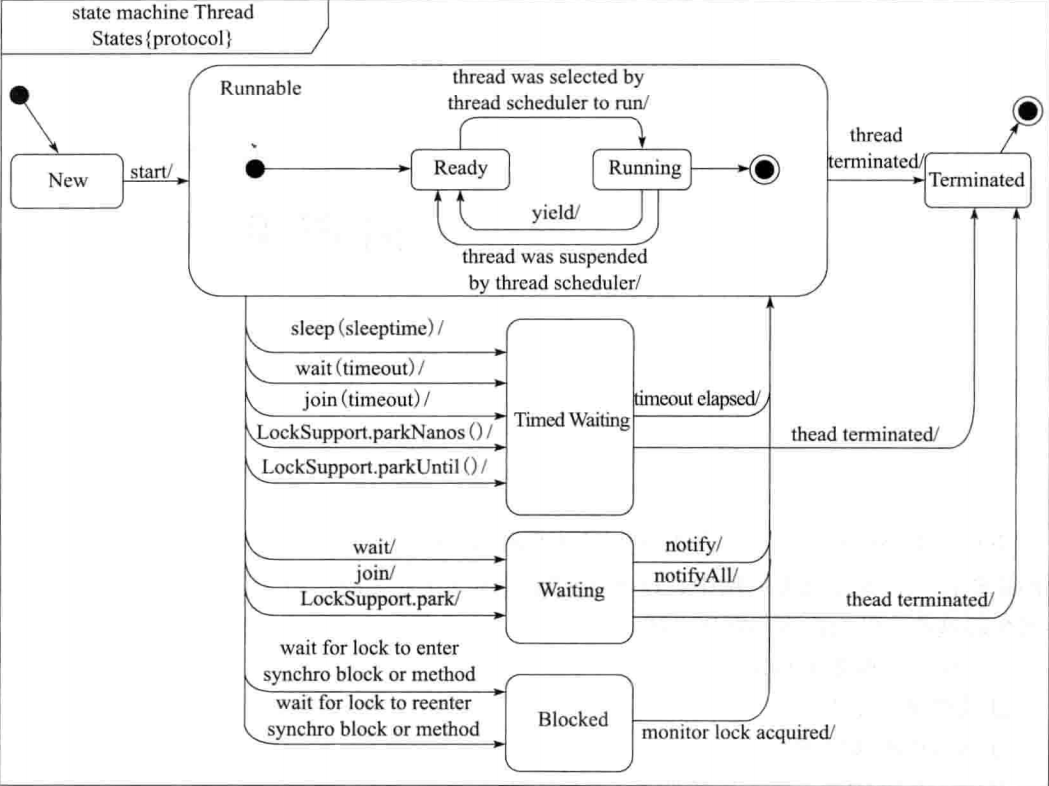 state machine Thread
States{protocol}
Runnable
thread was selected by
thread scheduler to run/
New
start/
Ready
Running
yield/
thread was suspended
by thread scheduler/
thread
terminated/
Terminated
sleep(sleeptime)/
wait(timeout)/
join(timeout)/
LockSupport.parkNanos()/
LockSupport.parkUntil()/
Timed Waiting
timeout elapsed/
thead terminated/
wait/
join/
LockSupport.park/
Waiting
notify/
notifyAll/
thead terminated/
wait for lock to enter
synchro block or method
wait for lock to reenter
synchro block or method
Blocked
monitor lock acquired/